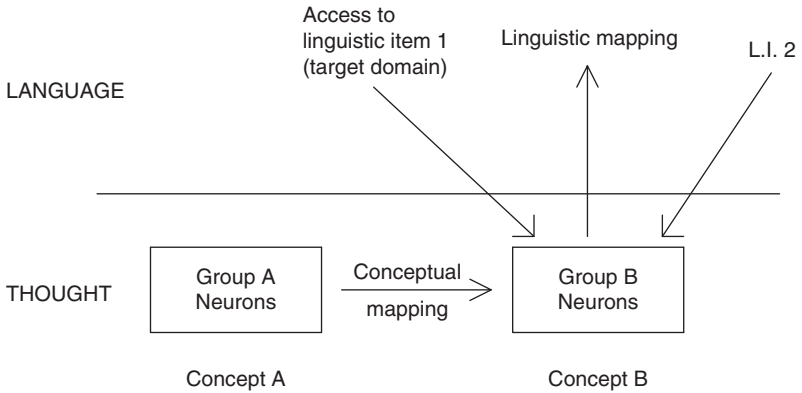 Access to
linguistic item 1
(target domain)
Linguistic mapping
L.I. 2
LANGUAGE
THOUGHT
Group A
Neurons
Conceptual
mapping
Group B
Neurons
Concept A
Concept B